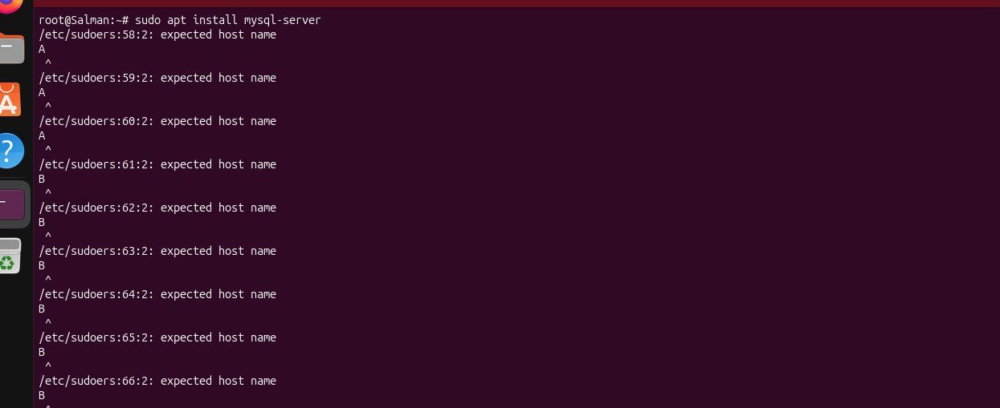 root@Salman:~# sudo apt install mysql-server
/etc/sudoers:58:2: expected host name
A
 ^
/etc/sudoers:59:2: expected host name
A
 ^
/etc/sudoers:60:2: expected host name
A
 ^
/etc/sudoers:61:2: expected host name
B
 ^
/etc/sudoers:62:2: expected host name
B
 ^
/etc/sudoers:63:2: expected host name
B
 ^
/etc/sudoers:64:2: expected host name
B
 ^
/etc/sudoers:65:2: expected host name
B
 ^
/etc/sudoers:66:2: expected host name
B
 ^